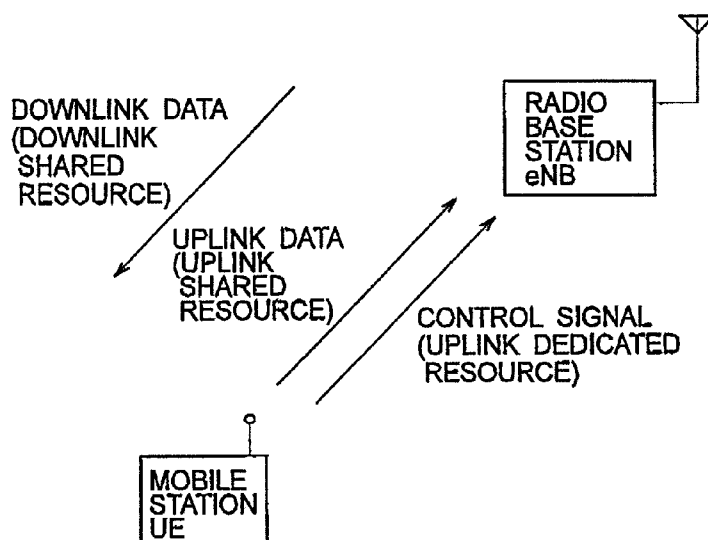 DOWNLINK DATA
(DOWNLINK
SHARED
RESOURCE)
RADIO
BASE
STATION
eNB
UPLINK DATA
(UPLINK
SHARED
RESOURCE)
CONTROL SIGNAL
(UPLINK DEDICATED
RESOURCE)
MOBILE
STATION
UE